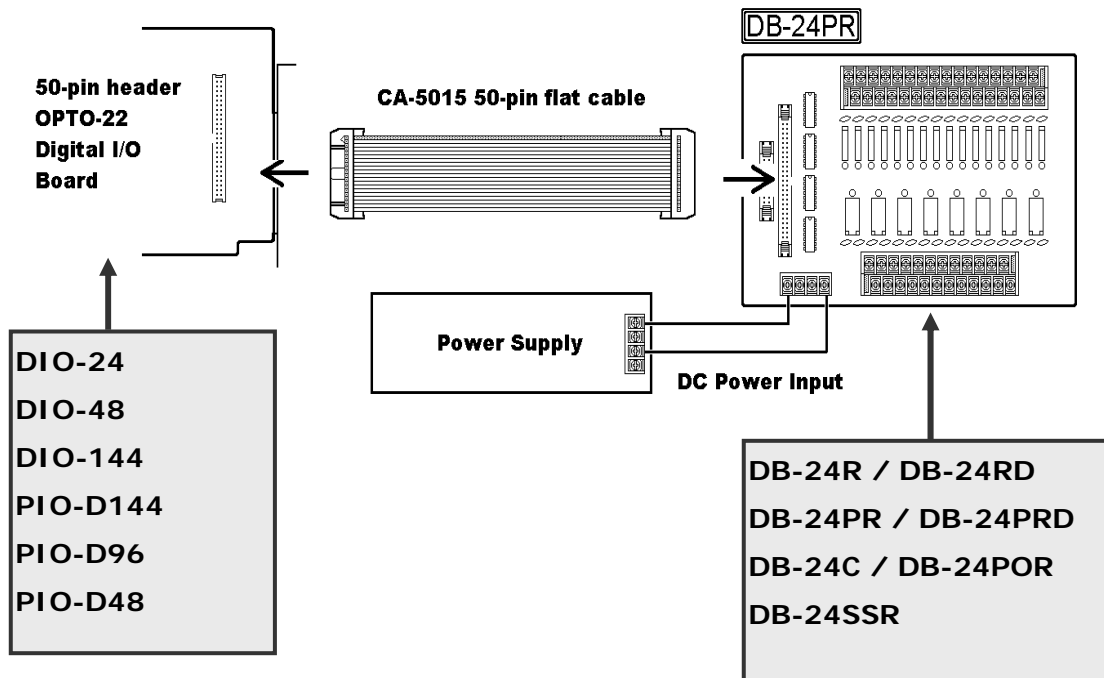 DB-24PR
50-pin header
OPTO-22
Digital I/O
Board
CA-5015 50-pin flat cable
Power Supply
DC Power Input
DIO-24
DIO-48
DIO-144
PIO-D144
PIO-D96
PIO-D48
DB-24R / DB-24RD
DB-24PR / DB-24PRD
DB-24C / DB-24POR
DB-24SSR